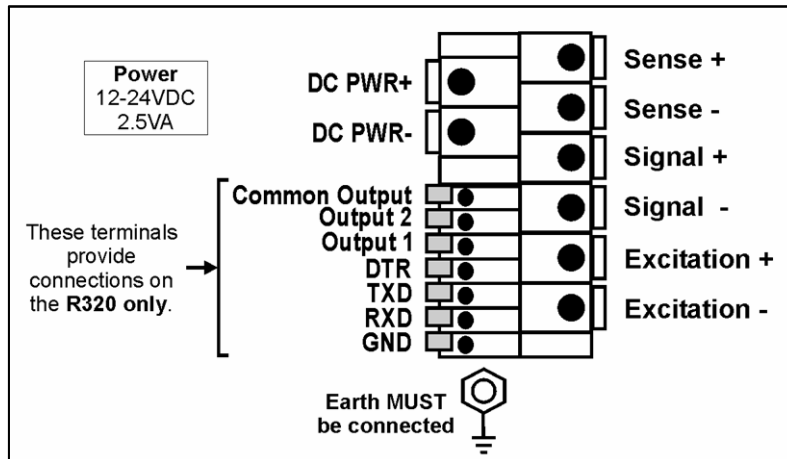 Power
12-24VDC
2.5VA
DC PWR+
DC PWR-
Common Output
Output 2
Output 1
DTR
TXD
RXD
GND
These terminals
provide
connections on
the R320 only.
Sense +
Sense -
Signal +
Signal -
Excitation +
Excitation -
Earth MUST
be connected